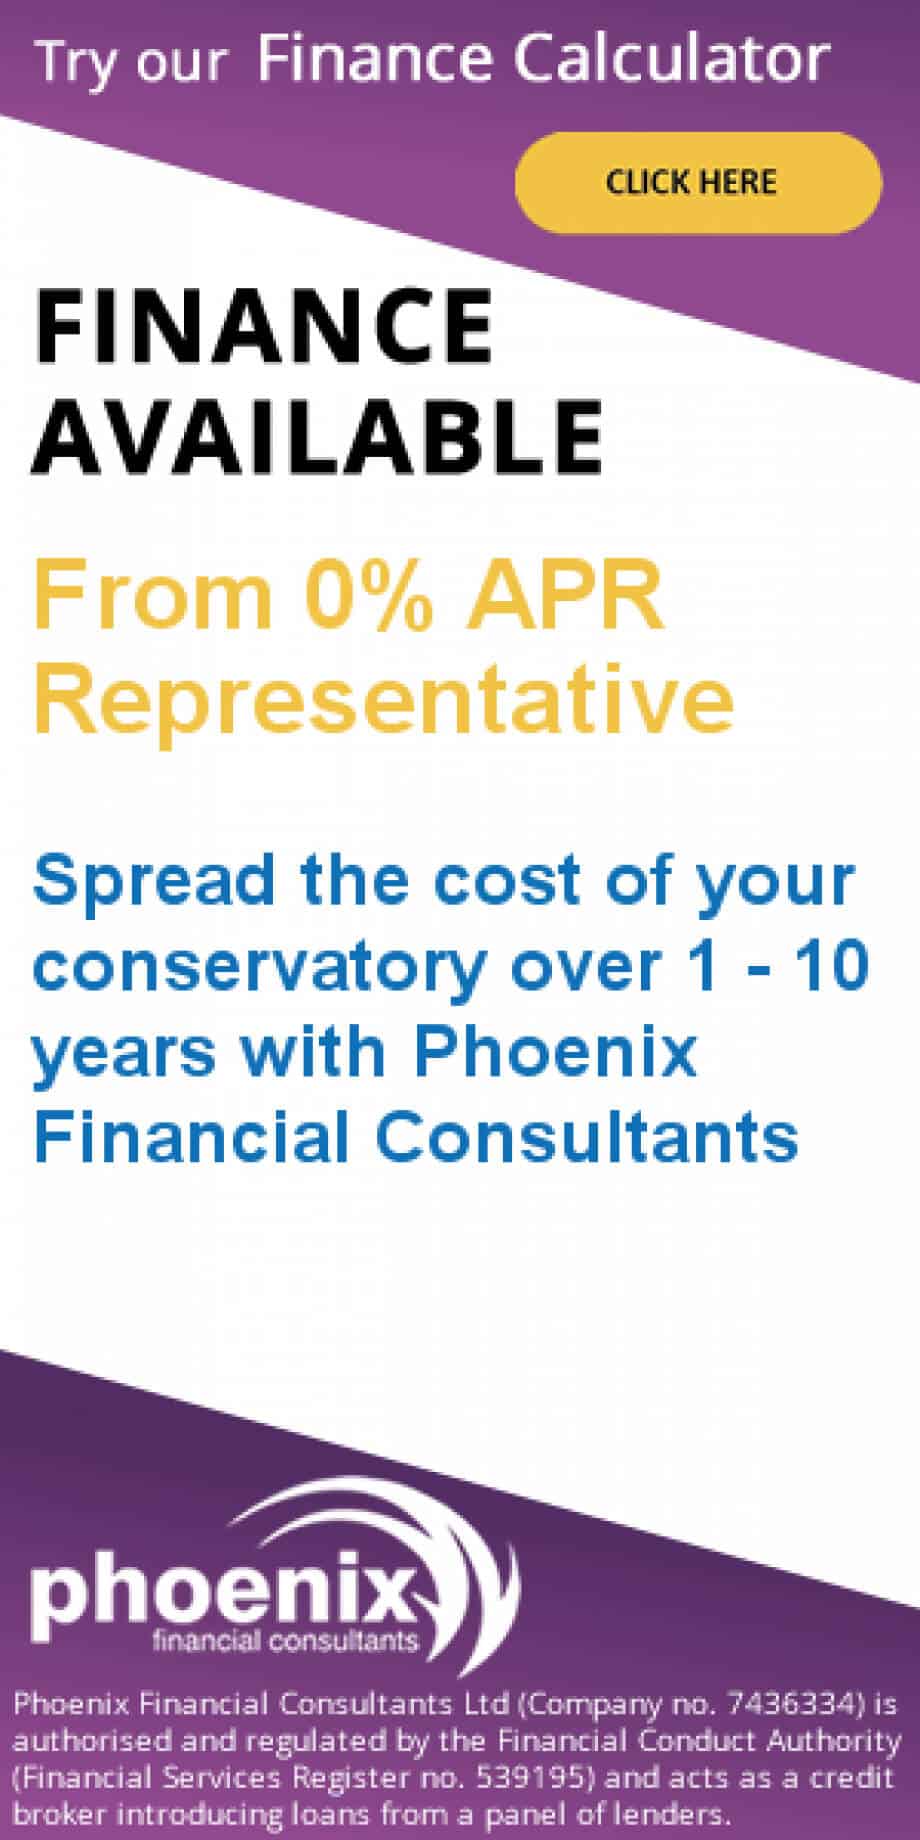 Try our Finance Calculator
CLICK HERE
FINANCE
AVAILABLE
From 0% APR
Representative
Spread the cost of your
conservatory over 1 - 10
years with Phoenix
Financial Consultants
phoenix
financial consultants
Phoenix Financial Consultants Ltd (Company no. 7436334) is
authorised and regulated by the Financial Conduct Authority
(Financial Services Register no. 539195) and acts as a credit
broker introducing loans from a panel of lenders.